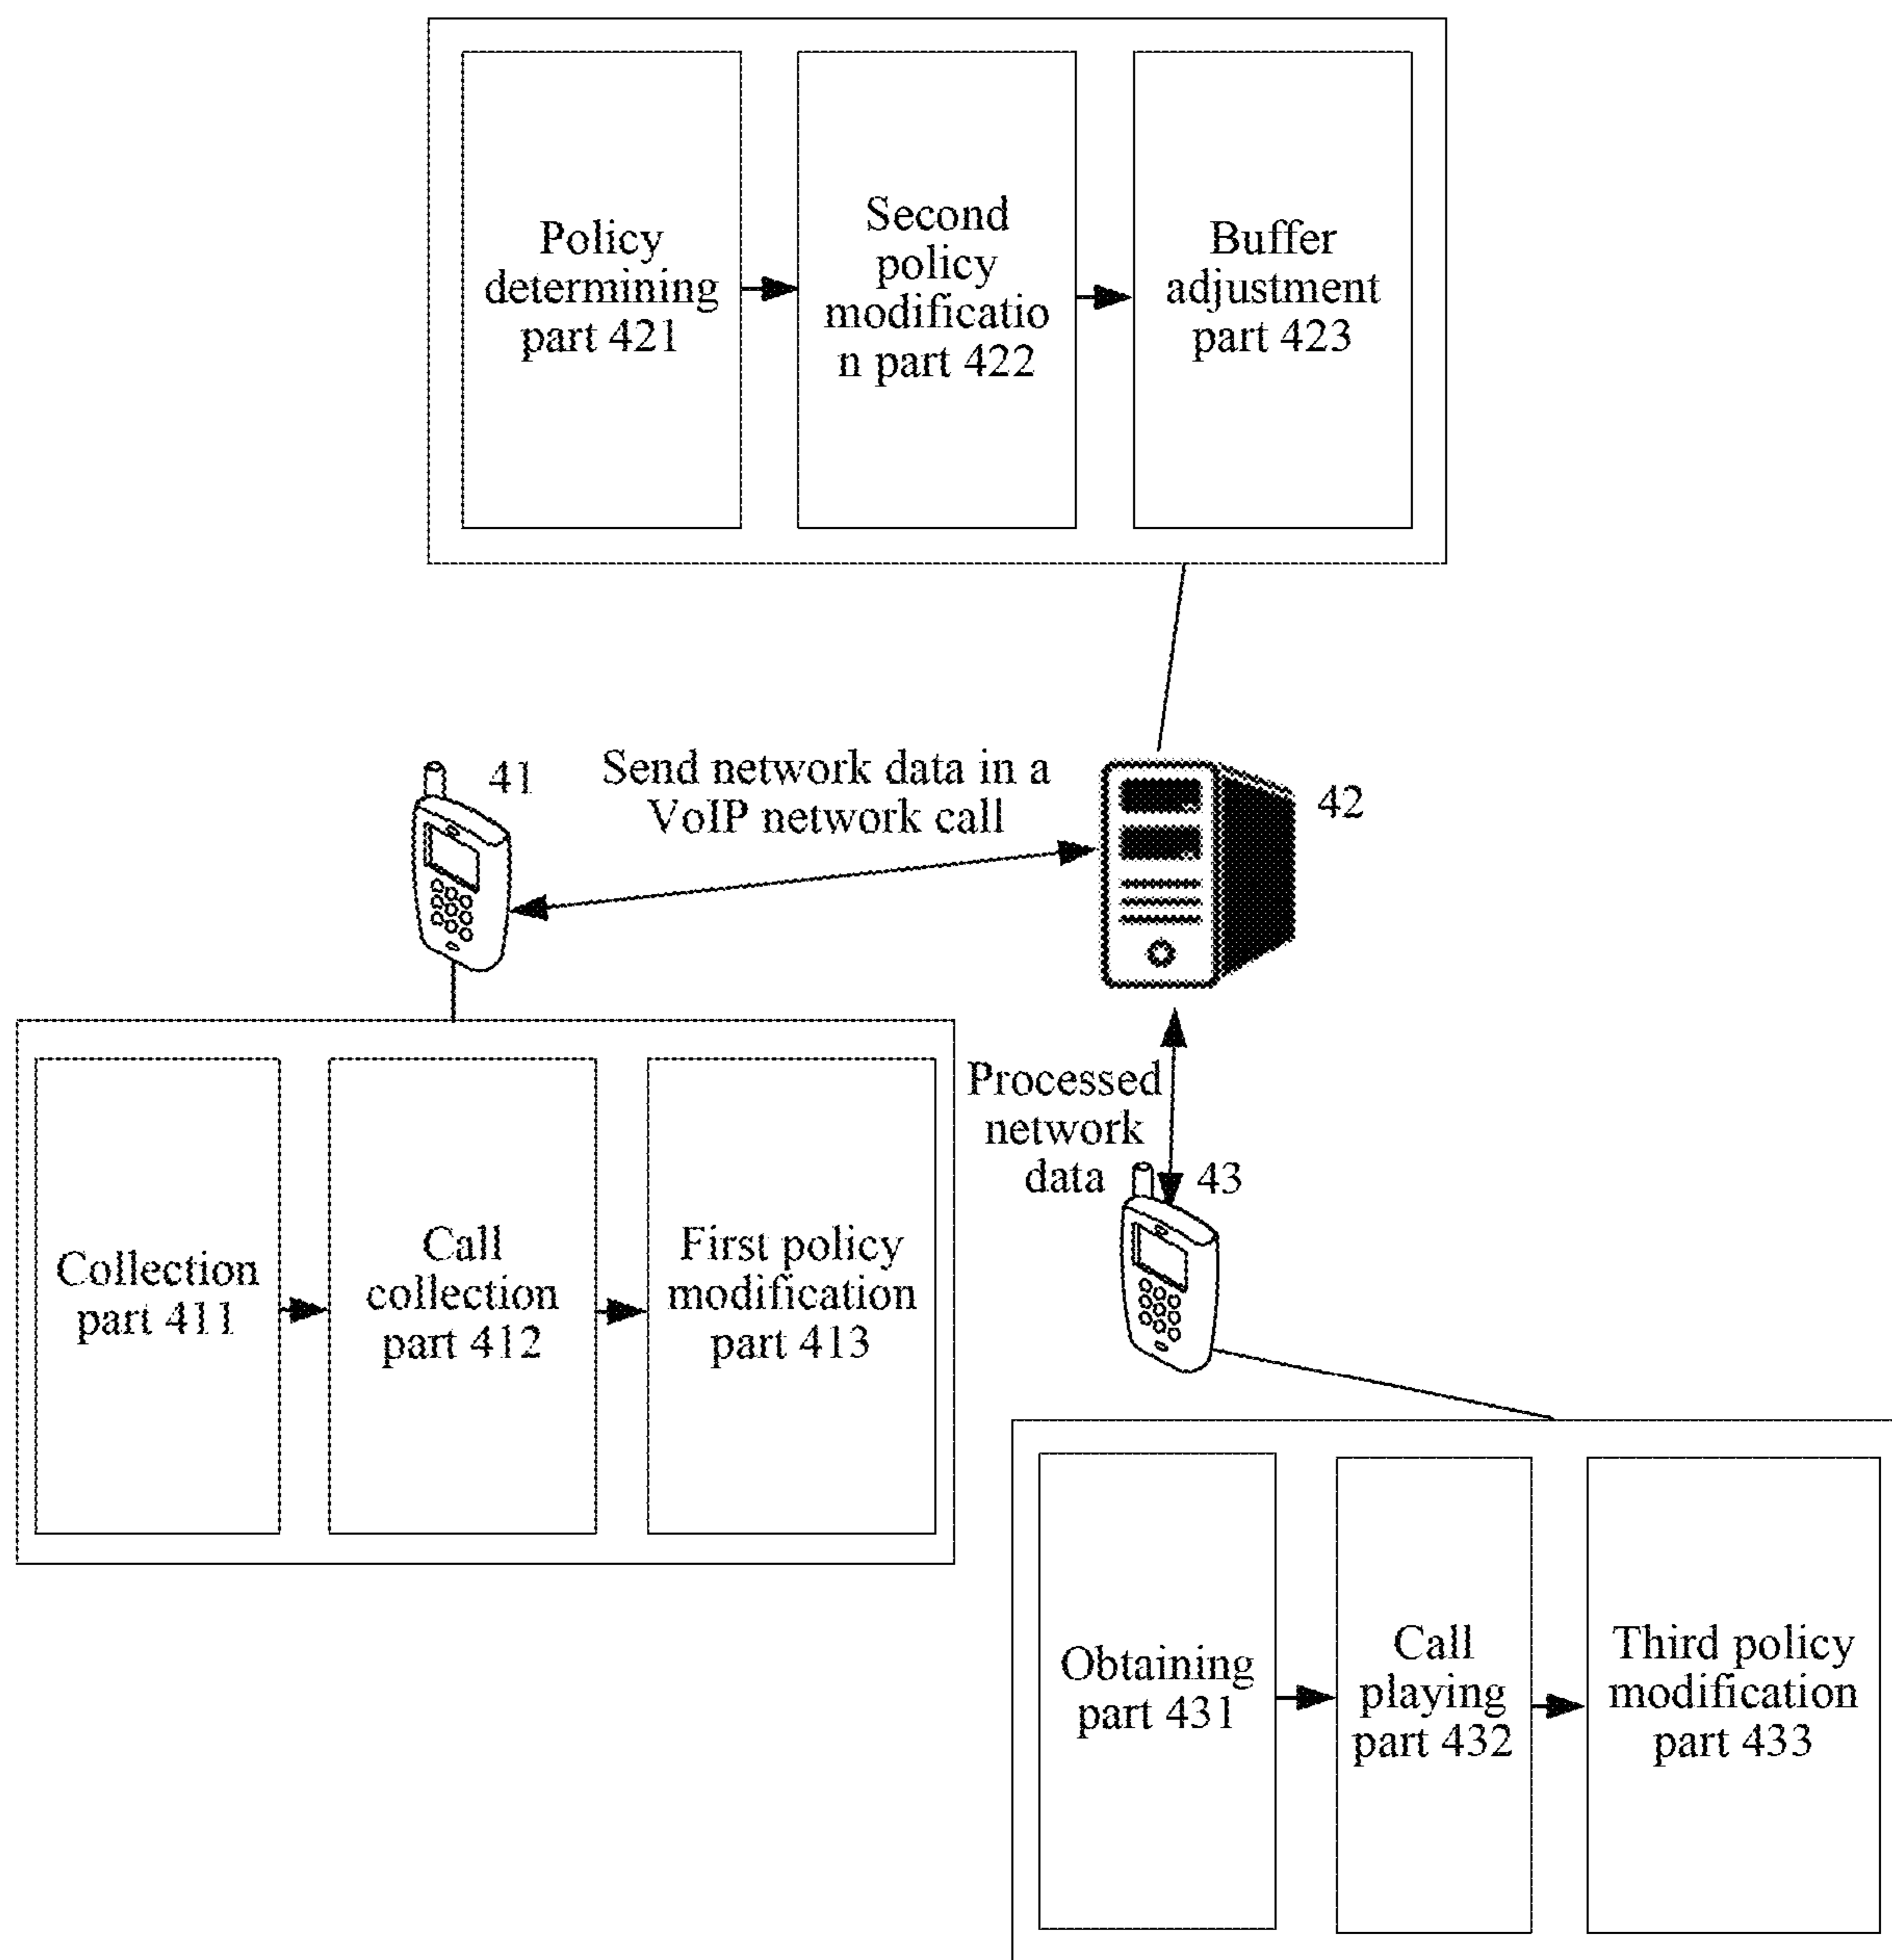 Policy
determining
part 421
Second
policy
modificatio
n part 422
Buffer
adjustment
part 423
41
Send network data in a
VoIP network call
42
Collection
part 411
Call
collection
part 412
First policy
modification
part 413
Processed
network
data
43
Obtaining
part 431
Call
playing
part 432
Third policy
modification
part 433